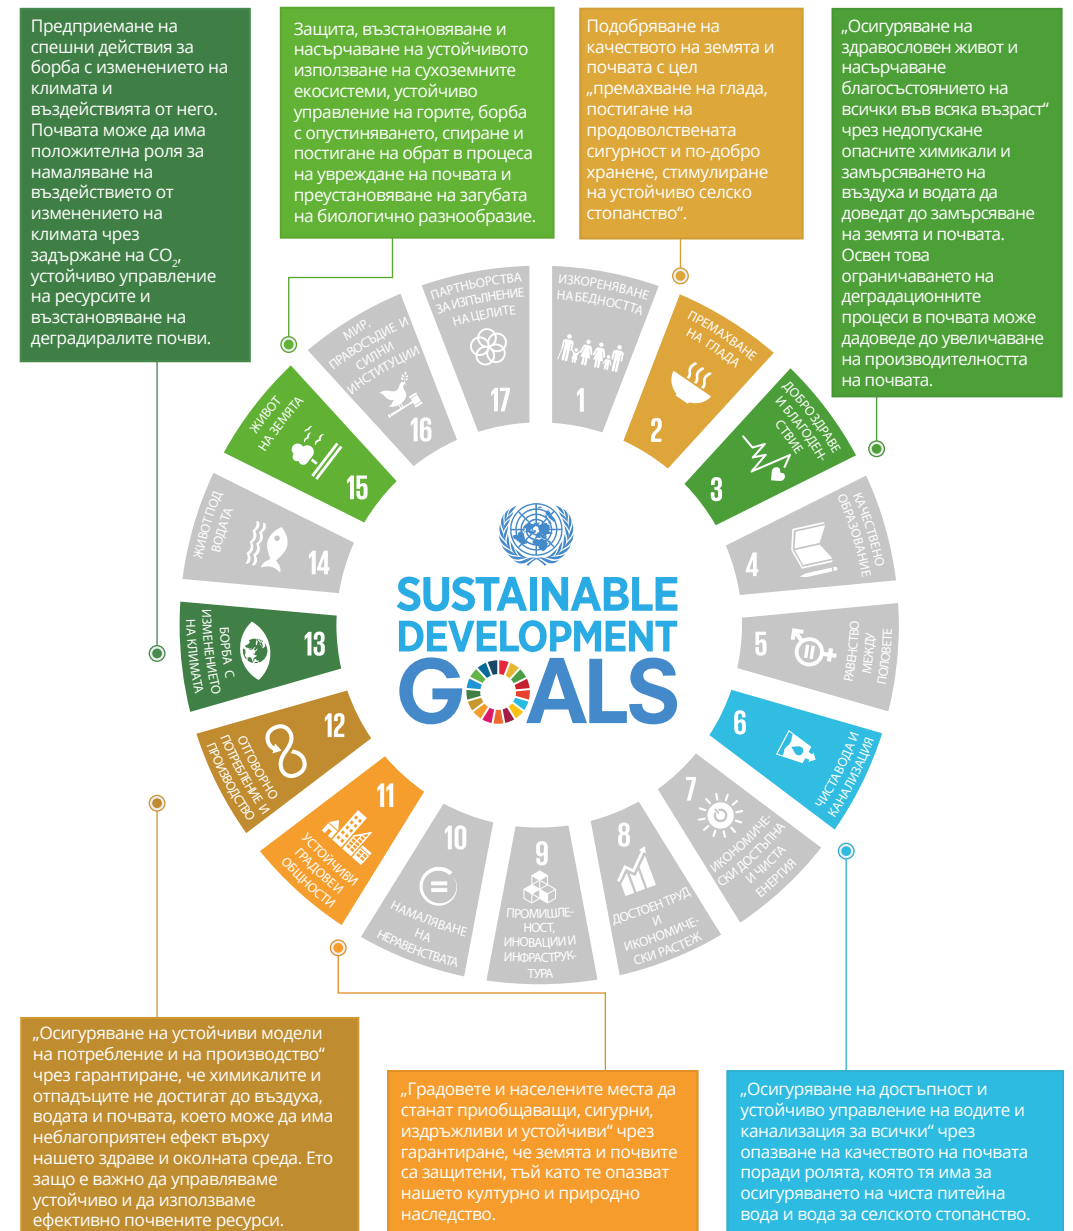 Предприемане на
спешни действия за
борба с изменението на
климата и
въздействията от него.
Почвата може да има
положителна роля за
намаляване на
въздействието от
изменението на
климата чрез
задържане на CO₂,
устойчиво управление
на ресурсите и
възстановяване на
деградиралите почви.
Защита, възстановяване и
насърчаване на устойчивото
използване на сухоземните
екосистеми, устойчиво
управление на горите, борба
с опустиняването, спиране и
постигане на обрат в процеса
на увреждане на почвата и
преустановяване на загубата
на биологично разнообразие.
Подобряване на
качеството на земята и
почвата с цел
„премахване на глада,
постигане на
продоволствената
сигурност и по-добро
хранене, стимулиране
на устойчиво селско
стопанство“.
„Осигуряване на
здравословен живот и
насърчаване
благосъстоянието на
всички във всяка възраст“
чрез недопускане
опасните химикали и
замърсяването на
въздуха и водата да
доведат до замърсяване
на земята и почвата.
Освен това
ограничаването на
деградационните
процеси в почвата може
дадоведе до увеличаване
на производителността
на почвата.
ИЗКОРЕНЯВАНЕ
НА БЕДНОСТТА
1
ПРЕМАХВАНЕ
НА ГЛАДА
2
ДОБРОЗДРАВЕ
И БЛАГОДЕН-
СТВИЕ
3
КАЧЕСТВЕНО
ОБРАЗОВАНИЕ
4
РАВЕНСТВО
МЕЖДУ
ПОЛОВЕТЕ
5
ЧИСТА ВОДА И
КАНАЛИЗАЦИЯ
6
ИКОНОМИЧЕ-
СКИ ДОСТЪПНА
И ЧИСТА
ЕНЕРГИЯ
7
ДОСТОЕН ТРУД
И
ИКОНОМИЧЕ-
СКИ РАСТЕЖ
8
ПРОМИШЛЕ-
НОСТ,
ИНОВАЦИИ И
ИНФРАСТРУК-
ТУРА
9
НАМАЛЯВАНЕ
НА
НЕРАВЕНСТВАТА
10
УСТОЙЧИВИ
ГРАДОВЕ И
ОБЩНОСТИ
11
ОТГОВОРНО
ПОТРЕБЛЕНИЕ И
ПРОИЗВОДСТВО
12
БОРБА С
ИЗМЕНЕНИЕТО
НА КЛИМАТА
13
ЖИВОТ ПОД
ВОДАТА
14
ЖИВОТ
НА ЗЕМЯТА
15
МИР,
ПРАВОСЪДИЕ И
СИЛНИ
ИНСТИТУЦИИ
16
ПАРТНЬОРСТВА
ЗА ИЗПЪЛНЕНИЕ
НА ЦЕЛИТЕ
17
SUSTAINABLE
DEVELOPMENT
GOALS
„Осигуряване на устойчиви модели
на потребление и на производство“
чрез гарантиране, че химикалите и
отпадъците не достигат до въздуха,
водата и почвата, което може да има
неблагоприятен ефект върху
нашето здраве и околната среда. Ето
защо е важно да управляваме
устойчиво и да използваме
ефективно почвените ресурси.
„Градовете и населените места да
станат приобщаващи, сигурни,
издръжливи и устойчиви“ чрез
гарантиране, че земята и почвите
са защитени, тъй като те опазват
нашето културно и природно
наследство.
„Осигуряване на достъпност и
устойчиво управление на водите и
канализация за всички“ чрез
опазване на качеството на почвата
поради ролята, която тя има за
осигуряването на чиста питейна
вода и вода за селското стопанство.